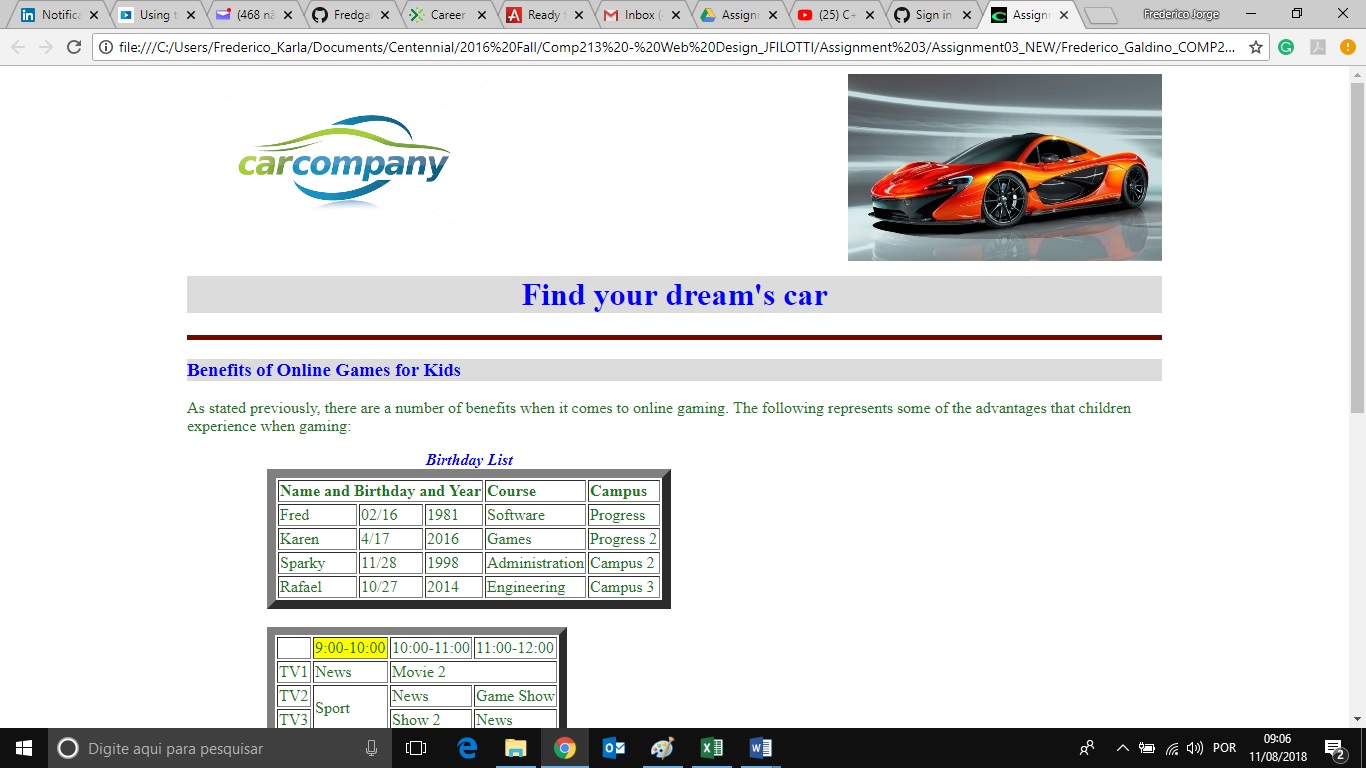 Notific
Using t
(468 nã
Fredga
Career
Ready
Inbox (
Assignn
(25) C+
Sign in
Assignn
Frederico Jorge
file:///C:/Users/Frederico_Karla/Documents/Centennial/2016%20Fall/Comp213%20-%20Web%20Design_JFILOTTI/Assignment%203/Assignment03_NEW/Frederico_Galdino_COMP2...
carcompany
Find your dream's car
Benefits of Online Games for Kids
As stated previously, there are a number of benefits when it comes to online gaming. The following represents some of the advantages that children
experience when gaming:
Birthday List
Name and Birthday and Year Course Campus
Fred 02/16 1981 Software Progress
Karen 4/17 2016 Games Progress 2
Sparky 11/28 1998 Administration Campus 2
Rafael 10/27 2014 Engineering Campus 3
9:00-10:00 10:00-11:00 11:00-12:00
TV1 News Movie 2
TV2 Sport News Game Show
TV3 Show 2 News
Digite aqui para pesquisar
POR
09:06
11/08/2018
2